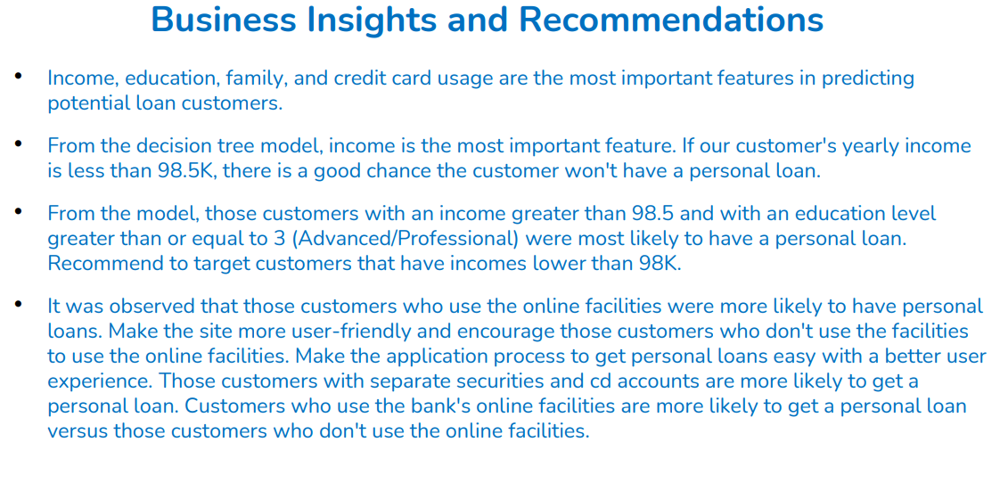 Business Insights and Recommendations
• Income, education, family, and credit card usage are the most important features in predicting
potential loan customers.
• From the decision tree model, income is the most important feature. If our customer's yearly income
is less than 98.5K, there is a good chance the customer won't have a personal loan.
• From the model, those customers with an income greater than 98.5 and with an education level
greater than or equal to 3 (Advanced/Professional) were most likely to have a personal loan.
Recommend to target customers that have incomes lower than 98K.
• It was observed that those customers who use the online facilities were more likely to have personal
loans. Make the site more user-friendly and encourage those customers who don't use the facilities
to use the online facilities. Make the application process to get personal loans easy with a better user
experience. Those customers with separate securities and cd accounts are more likely to get a
personal loan. Customers who use the bank's online facilities are more likely to get a personal loan
versus those customers who don't use the online facilities.